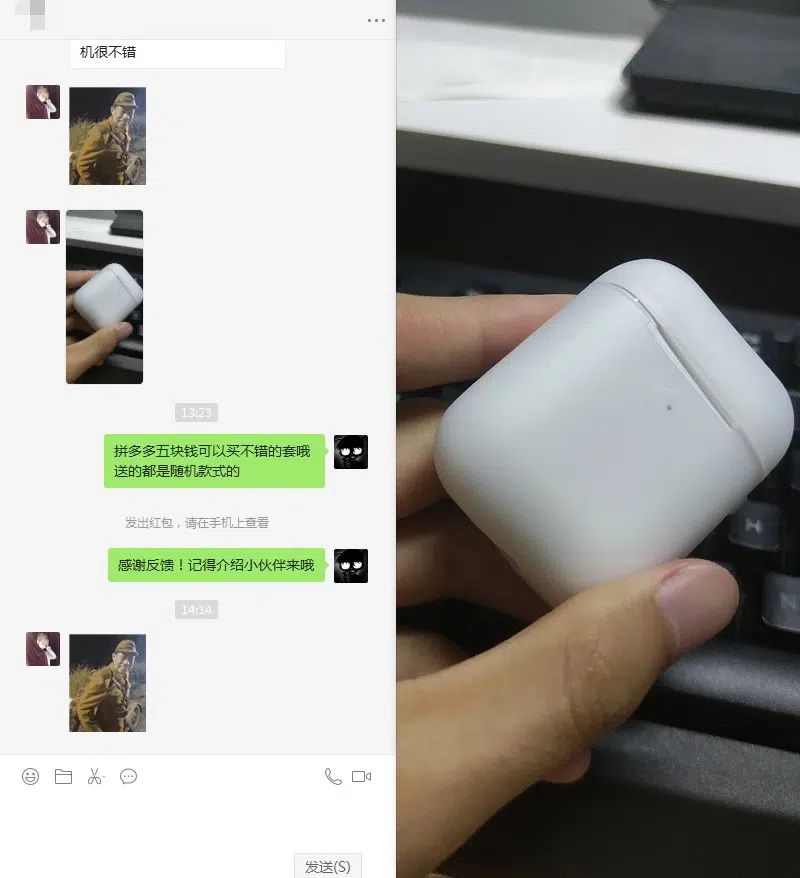 机很不错
13:23
拼多多五块钱可以买不错的套哦
送的都是随机款式的
发出红包，请在手机上查看
感谢反馈！记得介绍小伙伴来哦
14:14
发送(S)
H
N